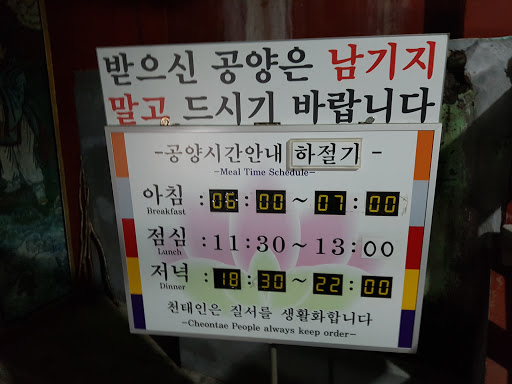 받으신 공양은 남기지
말고 드시기 바랍니다
-공양시간안내 하절기 -
-Meal Time Schedule-
아침 : 06 : 00 ~ 07 : 00
Breakfast
점심 : 11 : 30 ~ 13 : 00
Lunch
저녁 : 18 : 30 ~ 22 : 00
Dinner
천태인은 질서를 생활화합니다
-Cheontae People always keep order-